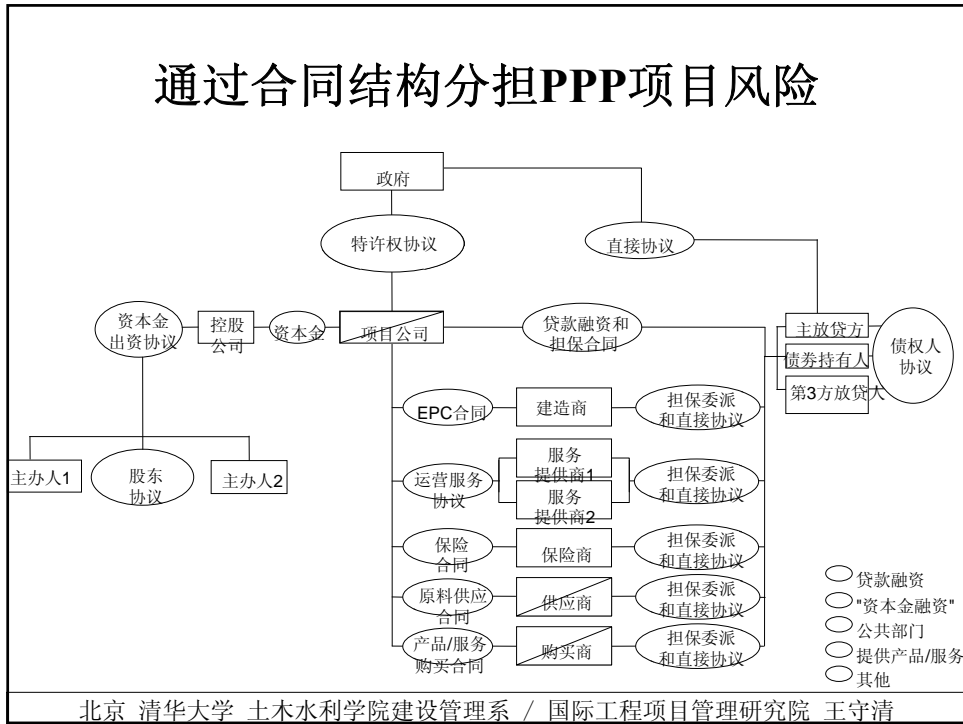 通过合同结构分担PPP项目风险
政府
特许权协议
直接协议
资本金
出资协议
控股
公司
资本金
项目公司
贷款融资和
担保合同
主放贷方
债券持有人
第3方放贷人
债权人
协议
EPC合同
建造商
担保委派
和直接协议
主办人1
股东
协议
主办人2
运营服务
协议
服务
提供商1
服务
提供商2
担保委派
和直接协议
保险
合同
保险商
担保委派
和直接协议
原料供应
合同
供应商
担保委派
和直接协议
产品/服务
购买合同
购买商
担保委派
和直接协议
贷款融资
"资本金融资"
公共部门
提供产品/服务
其他
北京 清华大学 土木水利学院建设管理系 / 国际工程项目管理研究院 王守清